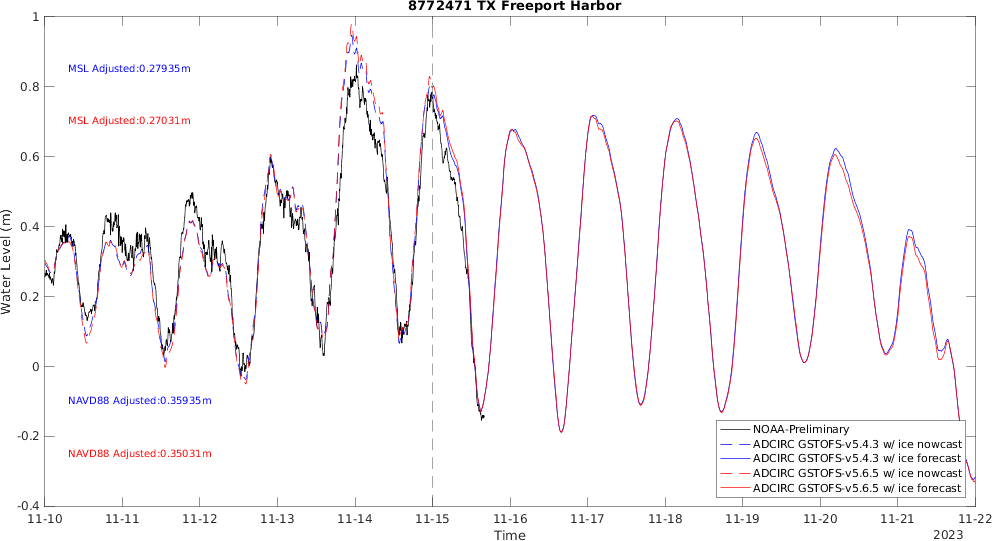 8772471 TX Freeport Harbor
1
0.8
0.6
0.4
0.2
0
-0.2
-0.4
Water Level (m)
MSL Adjusted:0.27935m
MSL Adjusted:0.27031m
NAVD88 Adjusted:0.35935m
NAVD88 Adjusted:0.35031m
NOAA-Preliminary
ADCIRC GSTOFS-v5.4.3 w/ ice nowcast
ADCIRC GSTOFS-v5.4.3 w/ ice forecast
ADCIRC GSTOFS-v5.6.5 w/ ice nowcast
ADCIRC GSTOFS-v5.6.5 w/ ice forecast
11-10 11-11 11-12 11-13 11-14 11-15 11-16 11-17 11-18 11-19 11-20 11-21 11-22
Time
2023